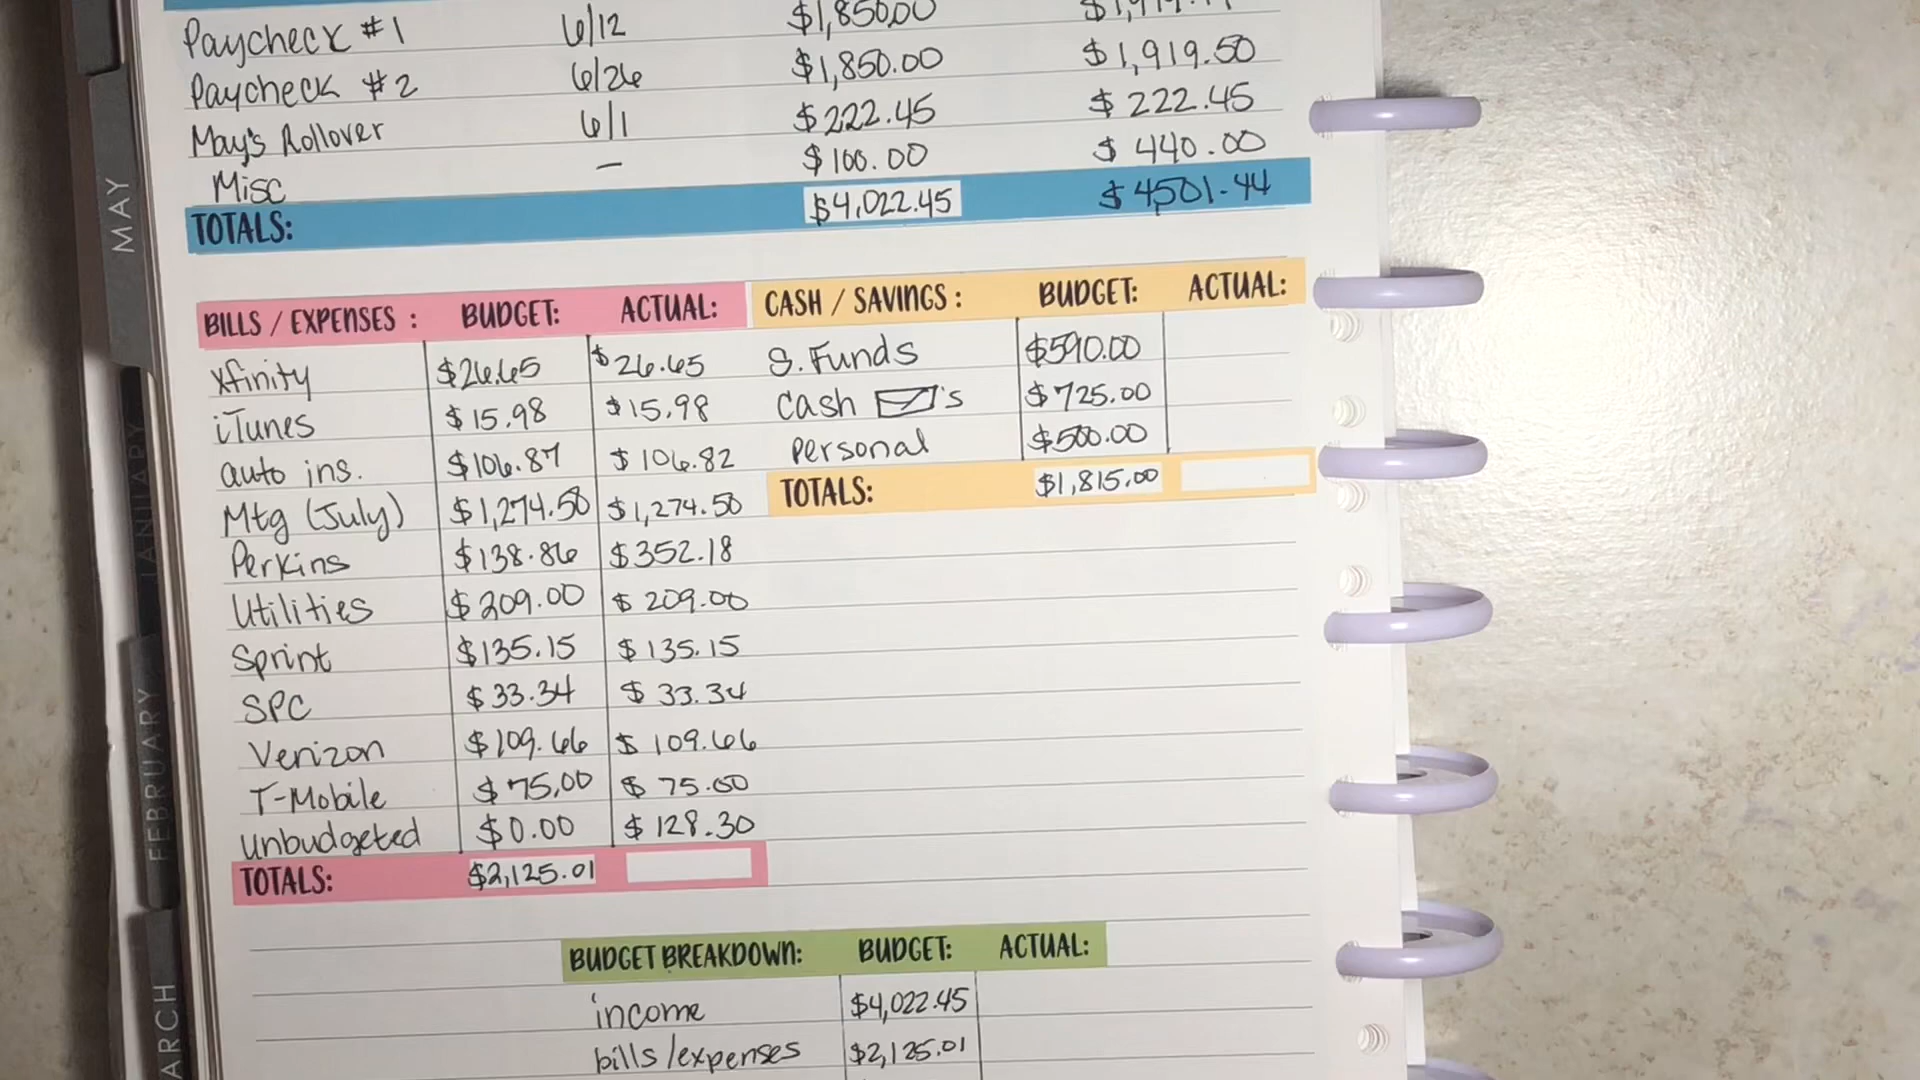 Paycheck #1 6/12 $1,850.00
Paycheck #2 6/26 $1,850.00 $1,919.50
May's Rollover 6/1 $222.45 $222.45
Misc — $100.00 $440.00
TOTALS: $4,022.45 $4501.44
BILLS / EXPENSES : BUDGET: ACTUAL: CASH / SAVINGS : BUDGET: ACTUAL:
xfinity $26.65 $26.65 S. Funds $590.00
iTunes $15.98 $15.98 Cash 's $725.00
auto ins. $106.87 $106.82 personal $500.00
TOTALS: $1,815.00
Mtg (July) $1,274.50 $1,274.50
Perkins $138.86 $352.18
Utilities $209.00 $209.00
Sprint $135.15 $135.15
SPC $33.34 $33.34
Verizon $109.66 $109.66
T-Mobile $75.00 $75.00
unbudgeted $0.00 $128.30
TOTALS: $2,125.01
BUDGET BREAKDOWN: BUDGET: ACTUAL:
income $4,022.45
bills/expenses $2,125.01
MAY
JANUARY
FEBRUARY
ARCH